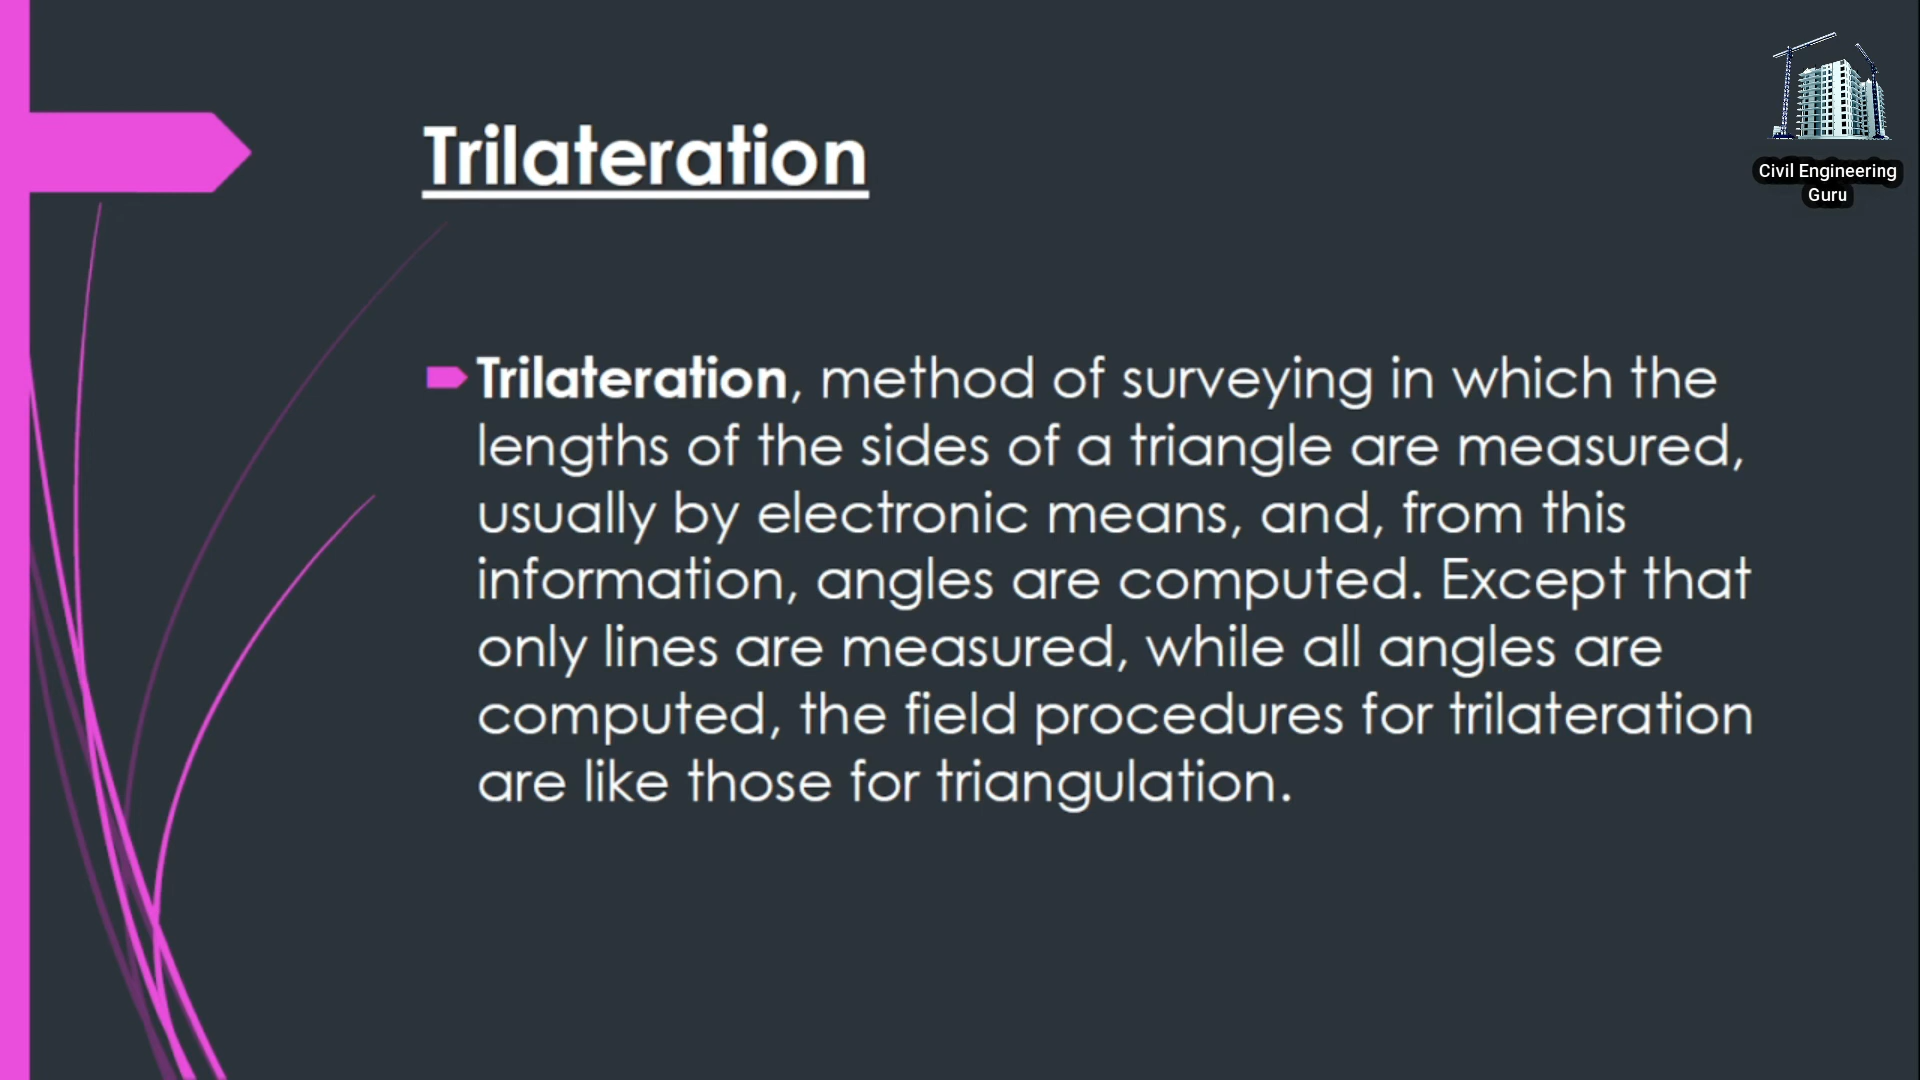 Civil Engineering
Guru
Trilateration
Trilateration, method of surveying in which the
lengths of the sides of a triangle are measured,
usually by electronic means, and, from this
information, angles are computed. Except that
only lines are measured, while all angles are
computed, the field procedures for trilateration
are like those for triangulation.